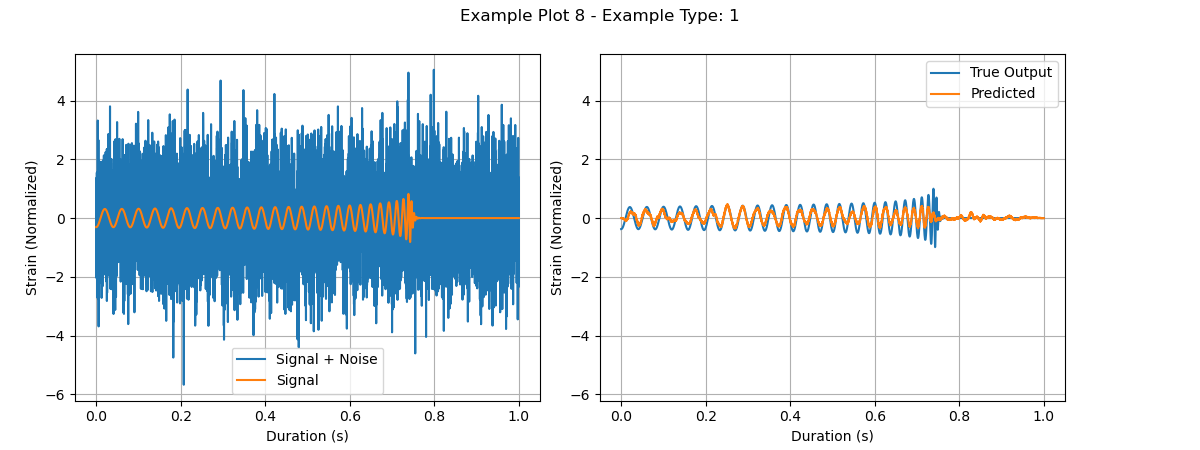 Example Plot 8 - Example Type: 1
Strain (Normalized)
4
2
0
−2
−4
−6
0.0 0.2 0.4 0.6 0.8 1.0
Duration (s)
Signal + Noise
Signal
Strain (Normalized)
4
2
0
−2
−4
−6
0.0 0.2 0.4 0.6 0.8 1.0
Duration (s)
True Output
Predicted